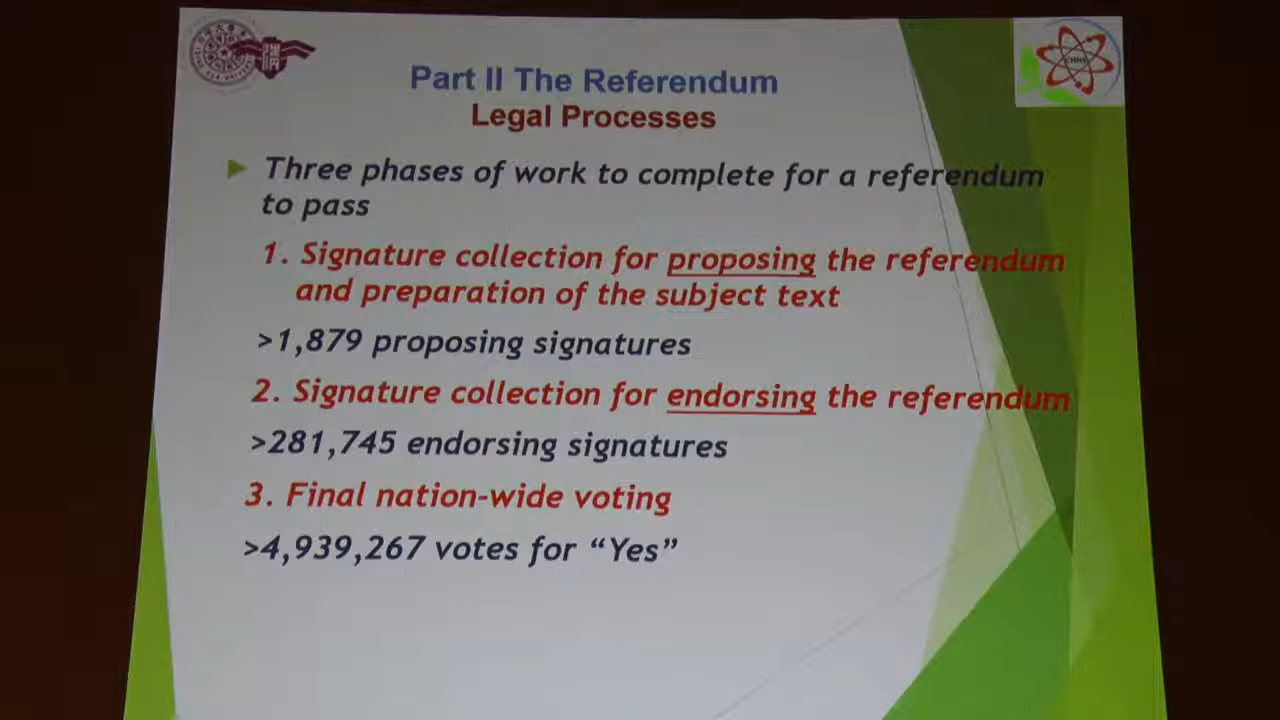 Part II The Referendum
Legal Processes
Three phases of work to complete for a referendum
to pass
1. Signature collection for proposing the referendum
and preparation of the subject text
>1,879 proposing signatures
2. Signature collection for endorsing the referendum
>281,745 endorsing signatures
3. Final nation-wide voting
>4,939,267 votes for “Yes”